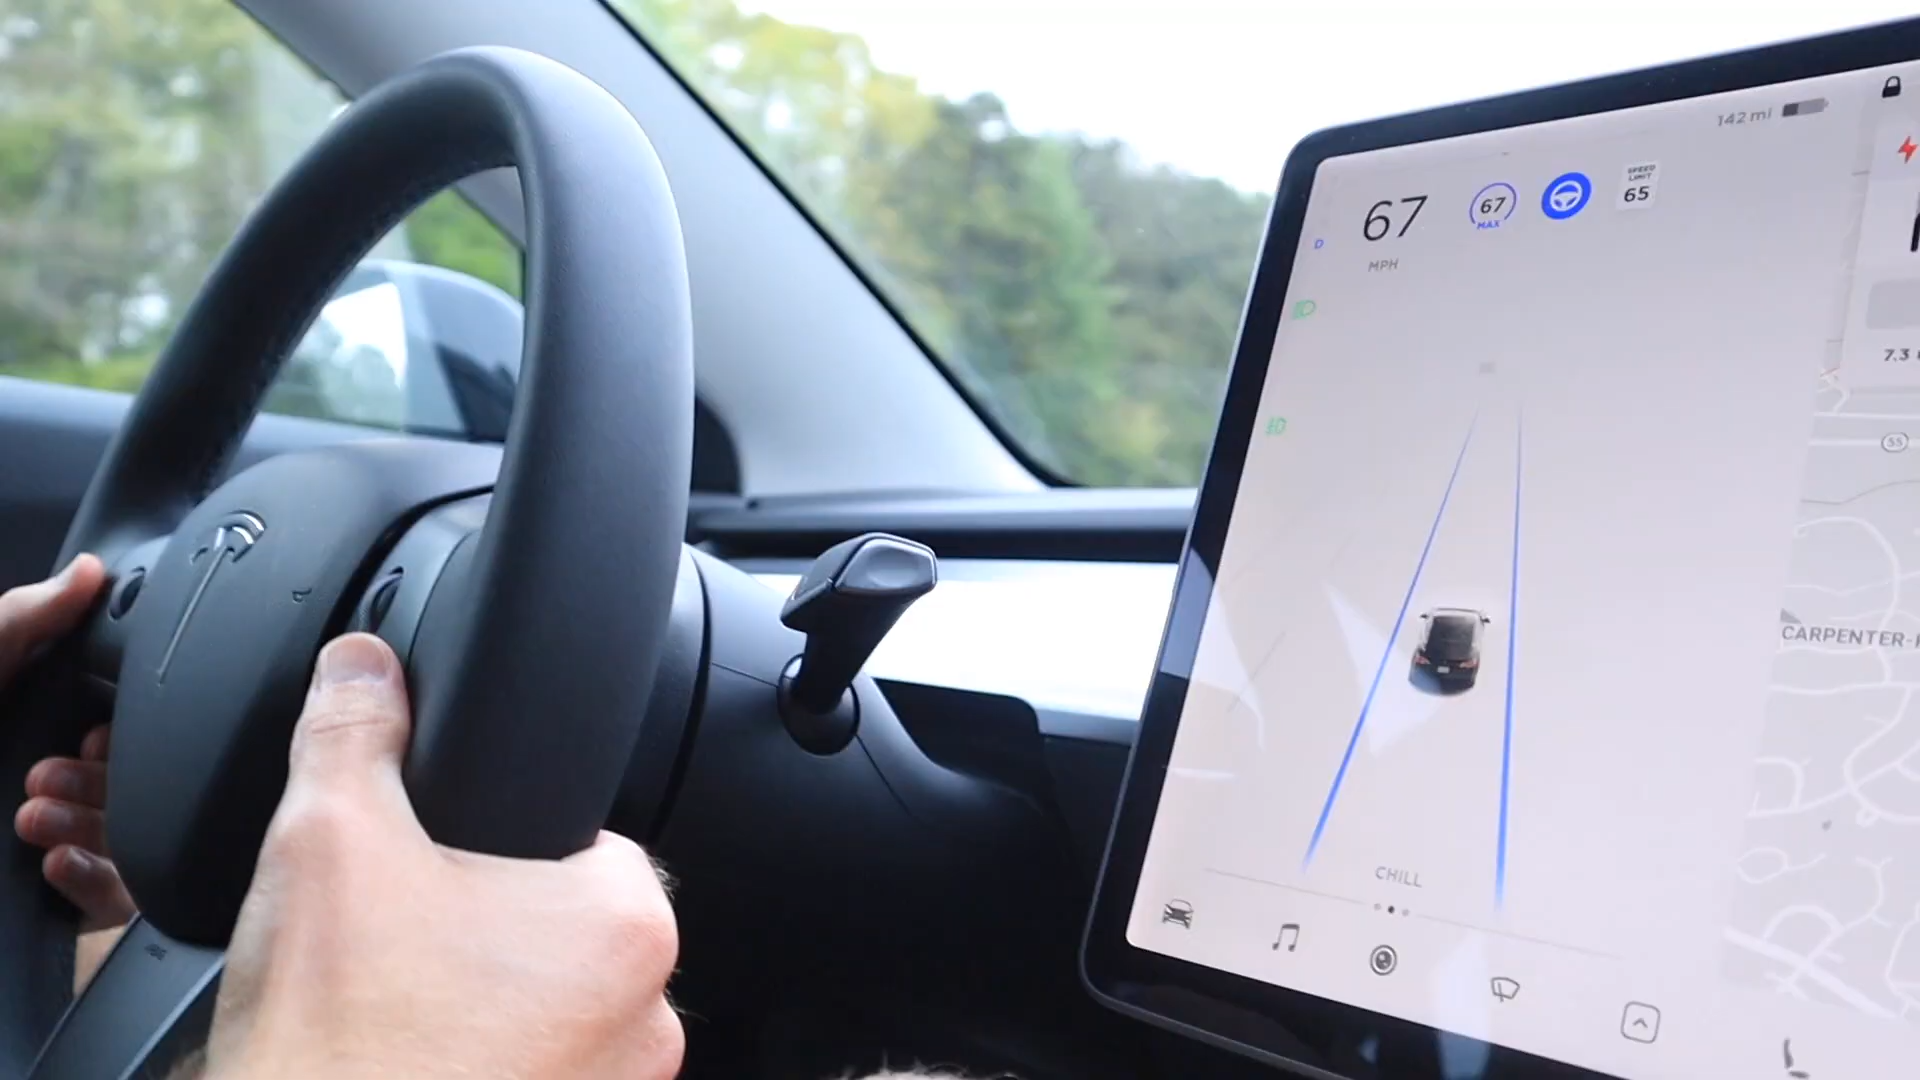 142 mi
67
MPH
67
MAX
SPEED
LIMIT
65
D
7.3
55
CARPENTER-
CHILL